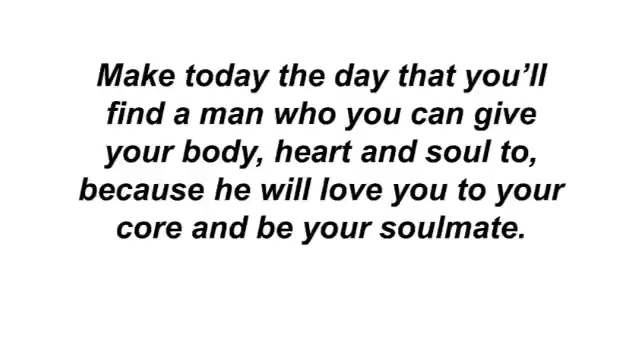 Make today the day that you’ll
find a man who you can give
your body, heart and soul to,
because he will love you to your
core and be your soulmate.